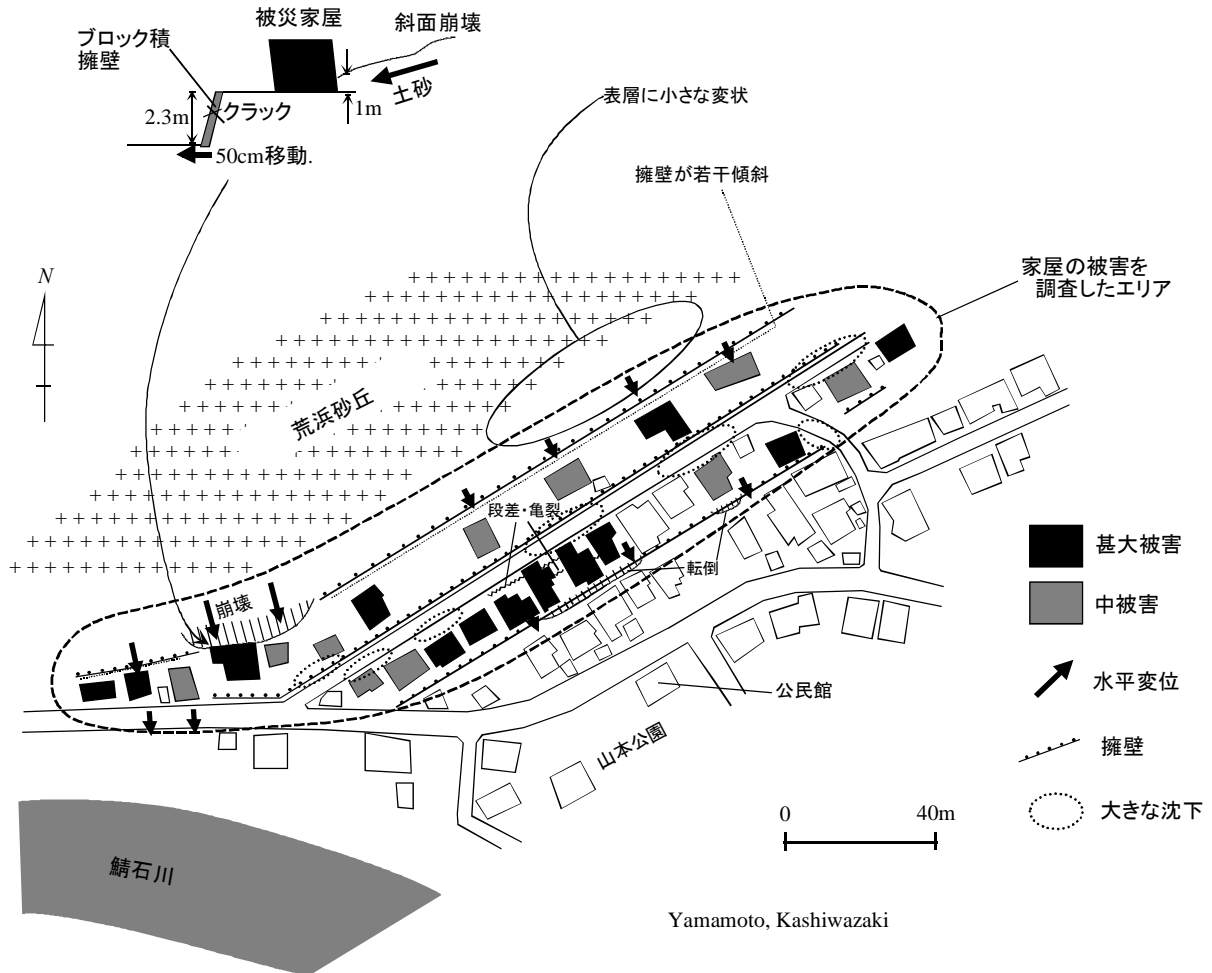 被災家屋
斜面崩壊
ブロック積
擁壁
土砂
クラック
1m
2.3m
50cm移動.
表層に小さな変状
擁壁が若干傾斜
N
家屋の被害を
調査したエリア
荒浜砂丘
段差・亀裂
転倒
崩壊
甚大被害
中被害
水平変位
公民館
擁壁
山本公園
大きな沈下
0
40m
鯖石川
Yamamoto, Kashiwazaki